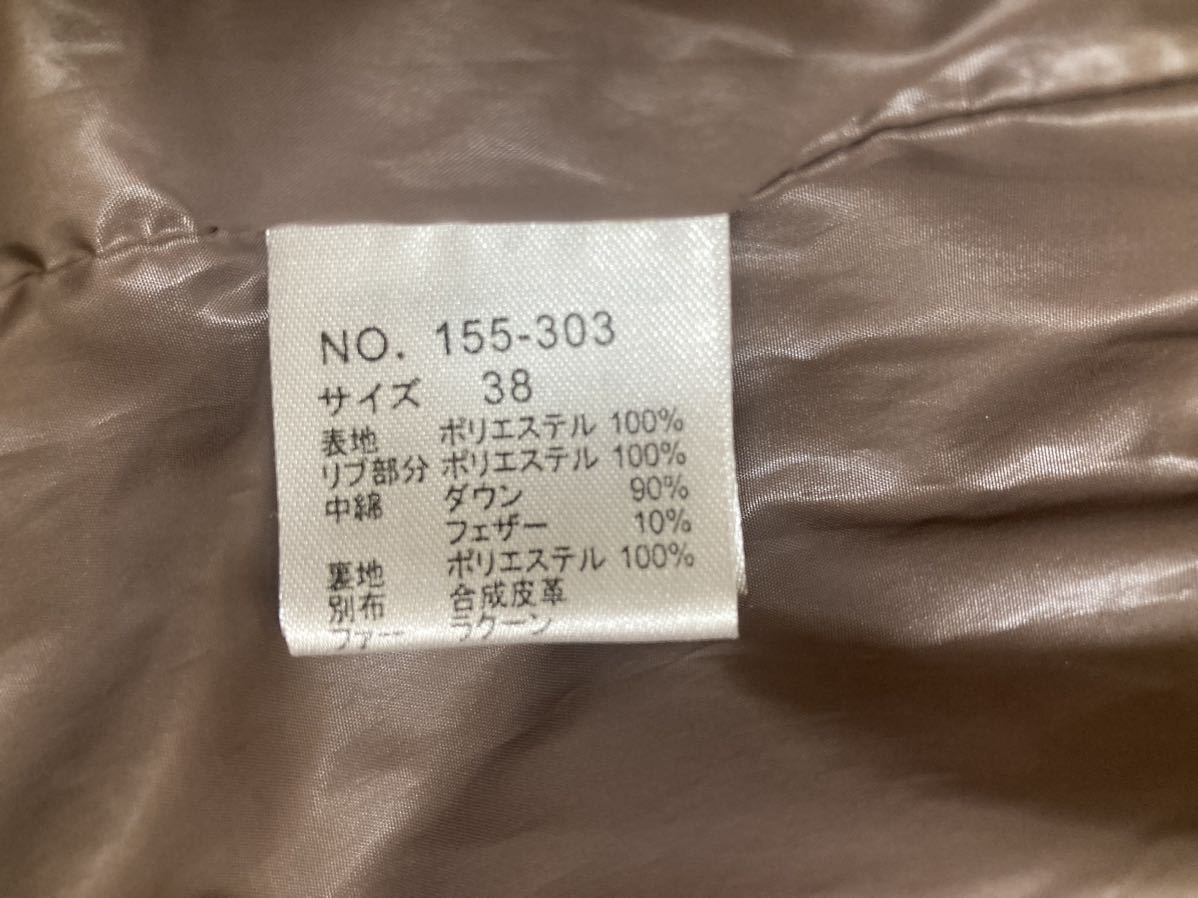 NO. 155-303
サイズ 38
表地 ポリエステル 100%
リブ部分 ポリエステル 100%
中綿 ダウン 90%
フェザー 10%
裏地 ポリエステル 100%
別布 合成皮革
ファー ラクーン